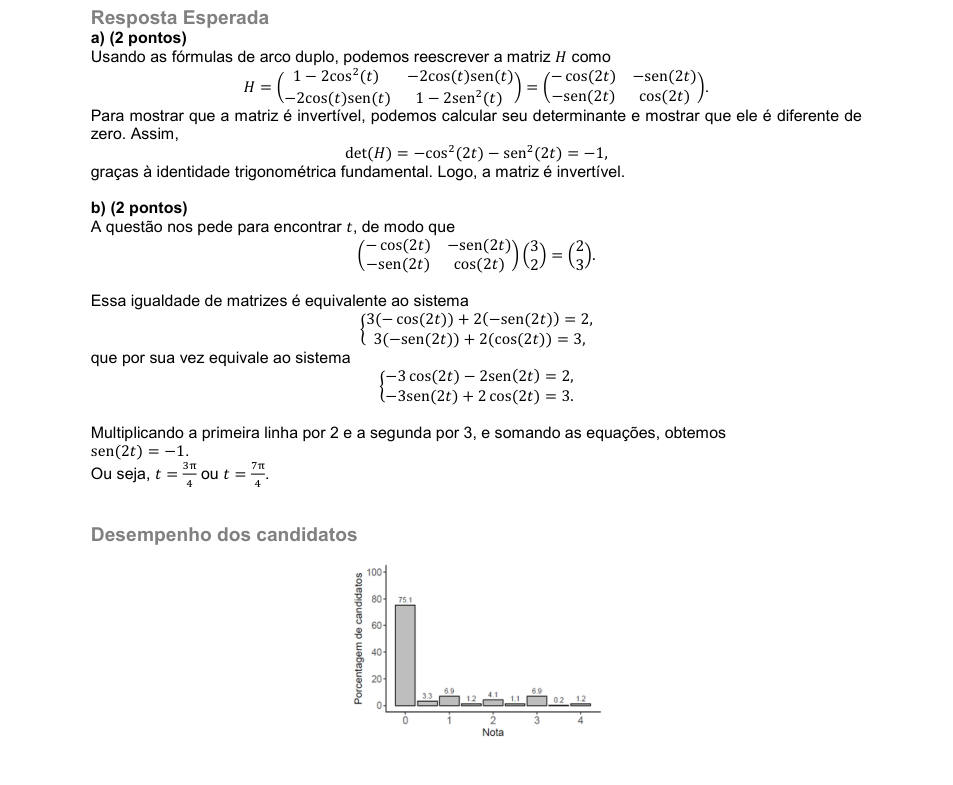 Resposta Esperada
a) (2 pontos)
Usando as fórmulas de arco duplo, podemos reescrever a matriz H como
H = ( 1 − 2cos²(t) −2cos(t)sen(t) ) = ( − cos(2t) −sen(2t) ).
( −2cos(t)sen(t) 1 − 2sen²(t) ) ( −sen(2t) cos(2t) )
Para mostrar que a matriz é invertível, podemos calcular seu determinante e mostrar que ele é diferente de
zero. Assim,
det(H) = −cos²(2t) − sen²(2t) = −1,
graças à identidade trigonométrica fundamental. Logo, a matriz é invertível.
b) (2 pontos)
A questão nos pede para encontrar t, de modo que
( − cos(2t) −sen(2t) ) ( 3 ) = ( 2 ).
( −sen(2t) cos(2t) ) ( 2 ) ( 3 )
Essa igualdade de matrizes é equivalente ao sistema
{ 3(− cos(2t)) + 2(−sen(2t)) = 2,
3(−sen(2t)) + 2(cos(2t)) = 3,
que por sua vez equivale ao sistema
{ −3 cos(2t) − 2sen(2t) = 2,
−3sen(2t) + 2 cos(2t) = 3.
Multiplicando a primeira linha por 2 e a segunda por 3, e somando as equações, obtemos
sen(2t) = −1.
Ou seja, t = 3π/4 ou t = 7π/4.
Desempenho dos candidatos
Porcentagem de candidatos
100
80
60
40
20
0
75.1
3.3
6.9
1.2
4.1
1.1
6.9
0.2
1.2
0 1 2 3 4
Nota